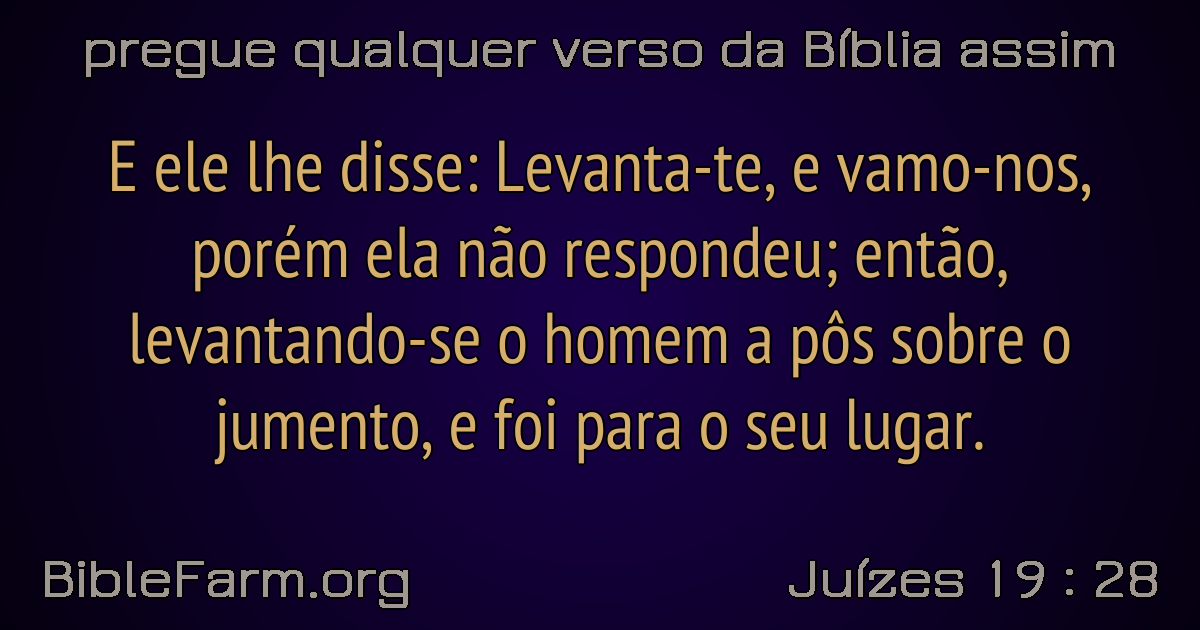 pregue qualquer verso da Bíblia assim
E ele lhe disse: Levanta-te, e vamo-nos,
porém ela não respondeu; então,
levantando-se o homem a pôs sobre o
jumento, e foi para o seu lugar.
BibleFarm.org
Juízes 19 : 28